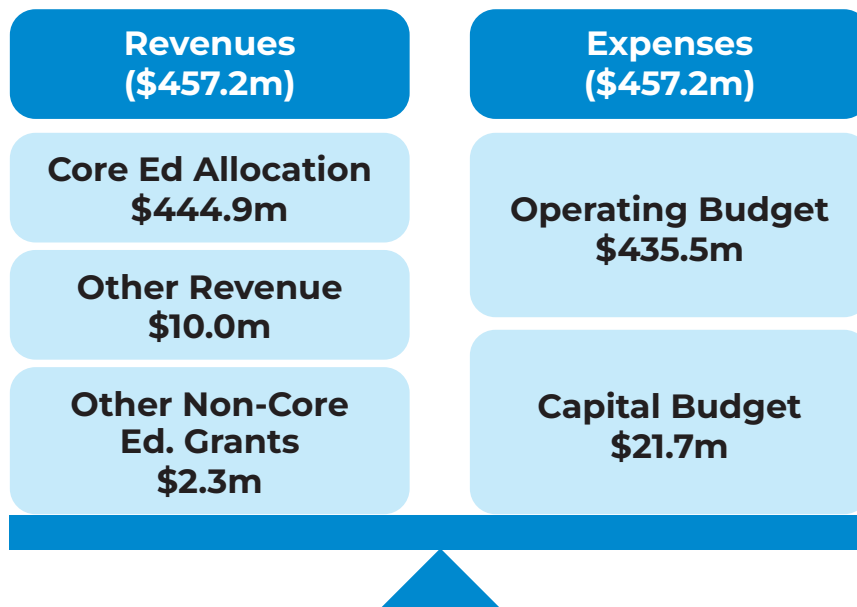 Revenues
($457.2m)
Core Ed Allocation
$444.9m
Other Revenue
$10.0m
Other Non-Core
Ed. Grants
$2.3m
Expenses
($457.2m)
Operating Budget
$435.5m
Capital Budget
$21.7m